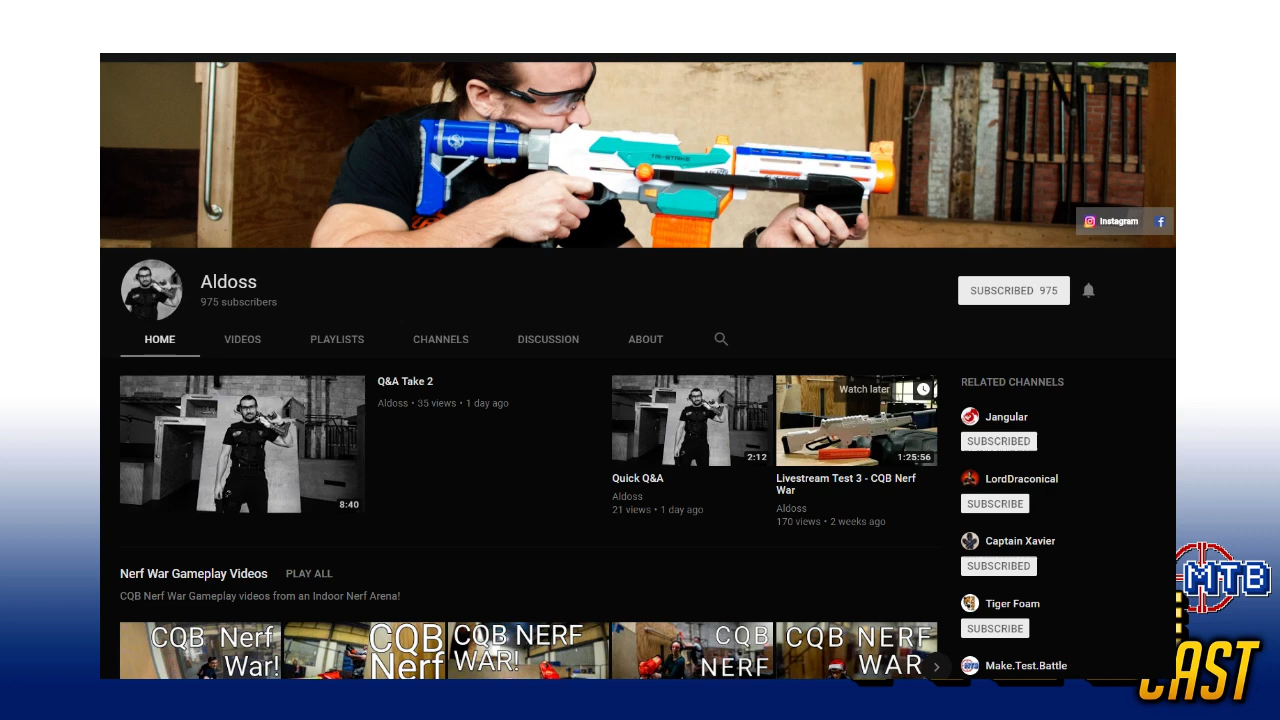 TRI-STRIKE
Instagram
Aldoss
975 subscribers
SUBSCRIBED 975
HOME
VIDEOS
PLAYLISTS
CHANNELS
DISCUSSION
ABOUT
8:40
Q&A Take 2
Aldoss • 35 views • 1 day ago
2:12
Quick Q&A
Aldoss
21 views • 1 day ago
Watch later
1:25:56
Livestream Test 3 - CQB Nerf
War
Aldoss
170 views • 2 weeks ago
RELATED CHANNELS
Jangular
SUBSCRIBED
LordDraconical
SUBSCRIBE
Captain Xavier
SUBSCRIBED
Tiger Foam
SUBSCRIBE
Make.Test.Battle
Nerf War Gameplay Videos
PLAY ALL
CQB Nerf War Gameplay videos from an Indoor Nerf Arena!
CQB Nerf
War!
CQB
Nerf
CQB NERF
WAR!
CQB
NERF
CQB NERF
WAR
MTB
CAST